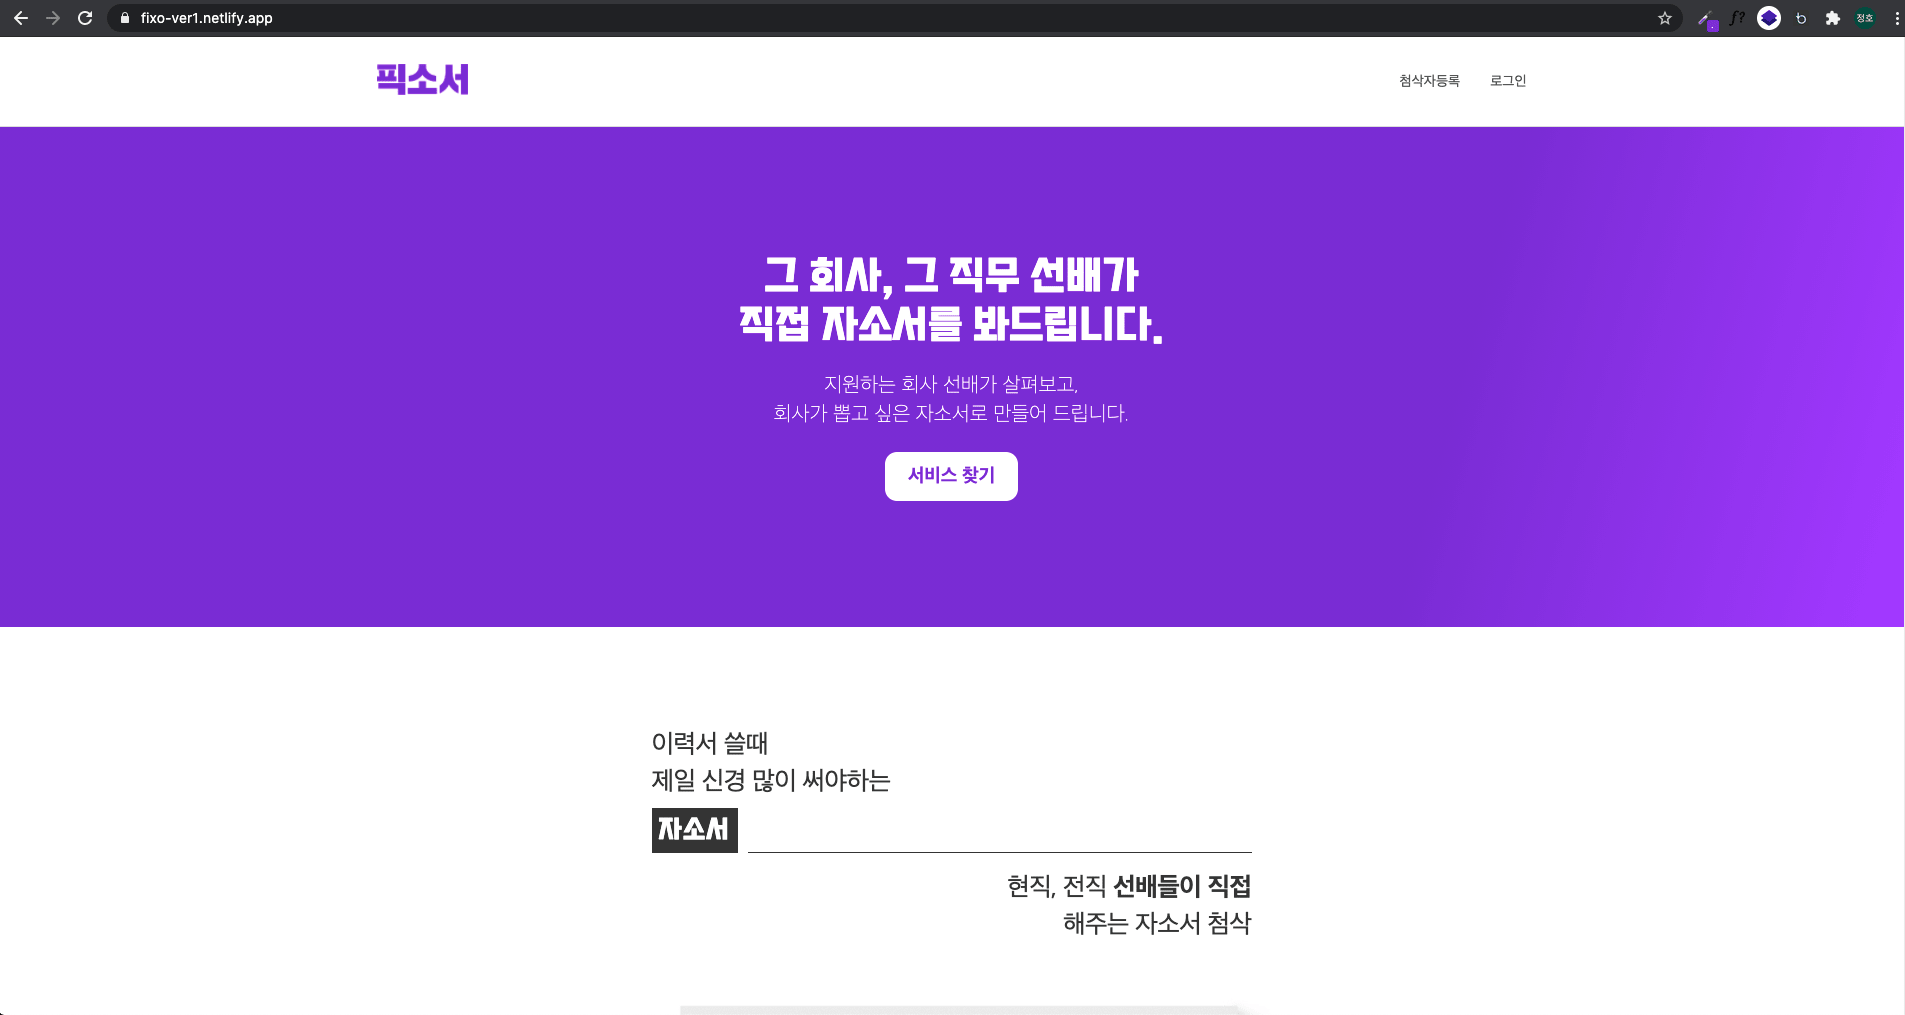 fixo-ver1.netlify.app
f?
정호
픽소서
첨삭자등록
로그인
그 회사, 그 직무 선배가
직접 자소서를 봐드립니다.
지원하는 회사 선배가 살펴보고,
회사가 뽑고 싶은 자소서로 만들어 드립니다.
서비스 찾기
이력서 쓸때
제일 신경 많이 써야하는
자소서
현직, 전직 선배들이 직접
해주는 자소서 첨삭